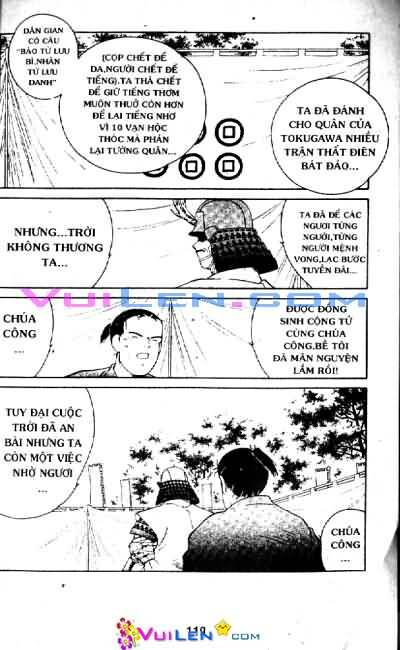 TA ĐÃ ĐÁNH
CHO QUÂN CỦA
TOKUGAWA NHIỀU
TRẬN THẤT ĐIÊN
BÁT ĐẢO...
DÂN GIAN
CÓ CÂU
"BÁO TỬ LƯU
BÌ.NHÂN
TỬ LƯU
DANH"
(CỌP CHẾT ĐỂ
DA,NGƯỜI CHẾT ĐỂ
TIẾNG).TA THÀ CHẾT
ĐỂ GIỮ TIẾNG THƠM
MUÔN THUỞ CÒN HƠN
ĐỂ LẠI TIẾNG NHƠ
VÌ 10 VẠN HỘC
THÓC MÀ PHẢN
LẠI TƯỚNG QUÂN...
TA ĐÃ ĐỂ CÁC
NGƯƠI TỪNG
NGƯỜI,TỪNG
NGƯỜI MỆNH
VONG,LẠC BƯỚC
TUYỀN ĐÀI...
NHƯNG...TRỜI
KHÔNG THƯƠNG
TA...
VuiLen.com
ĐƯỢC ĐỒNG
SINH CỘNG TỬ
CÙNG CHÚA
CÔNG,BỀ TÔI
ĐÃ MÃN NGUYỆN
LẮM RỒI!!
CHÚA
CÔNG
...
TUY ĐẠI CUỘC
TRỜI ĐÃ AN
BÀI NHƯNG TA
CÒN MỘT VIỆC
NHỜ NGƯƠI
...
CHÚA
CÔNG
...
VuiLen.com